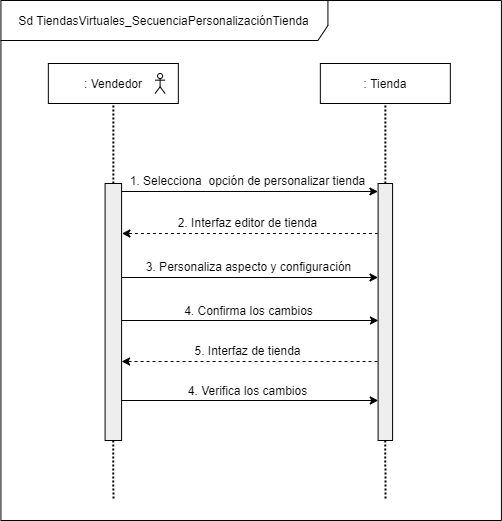 Sd TiendasVirtuales_SecuenciaPersonalizaciónTienda
: Vendedor
: Tienda
1. Selecciona opción de personalizar tienda
2. Interfaz editor de tienda
3. Personaliza aspecto y configuración
4. Confirma los cambios
5. Interfaz de tienda
4. Verifica los cambios